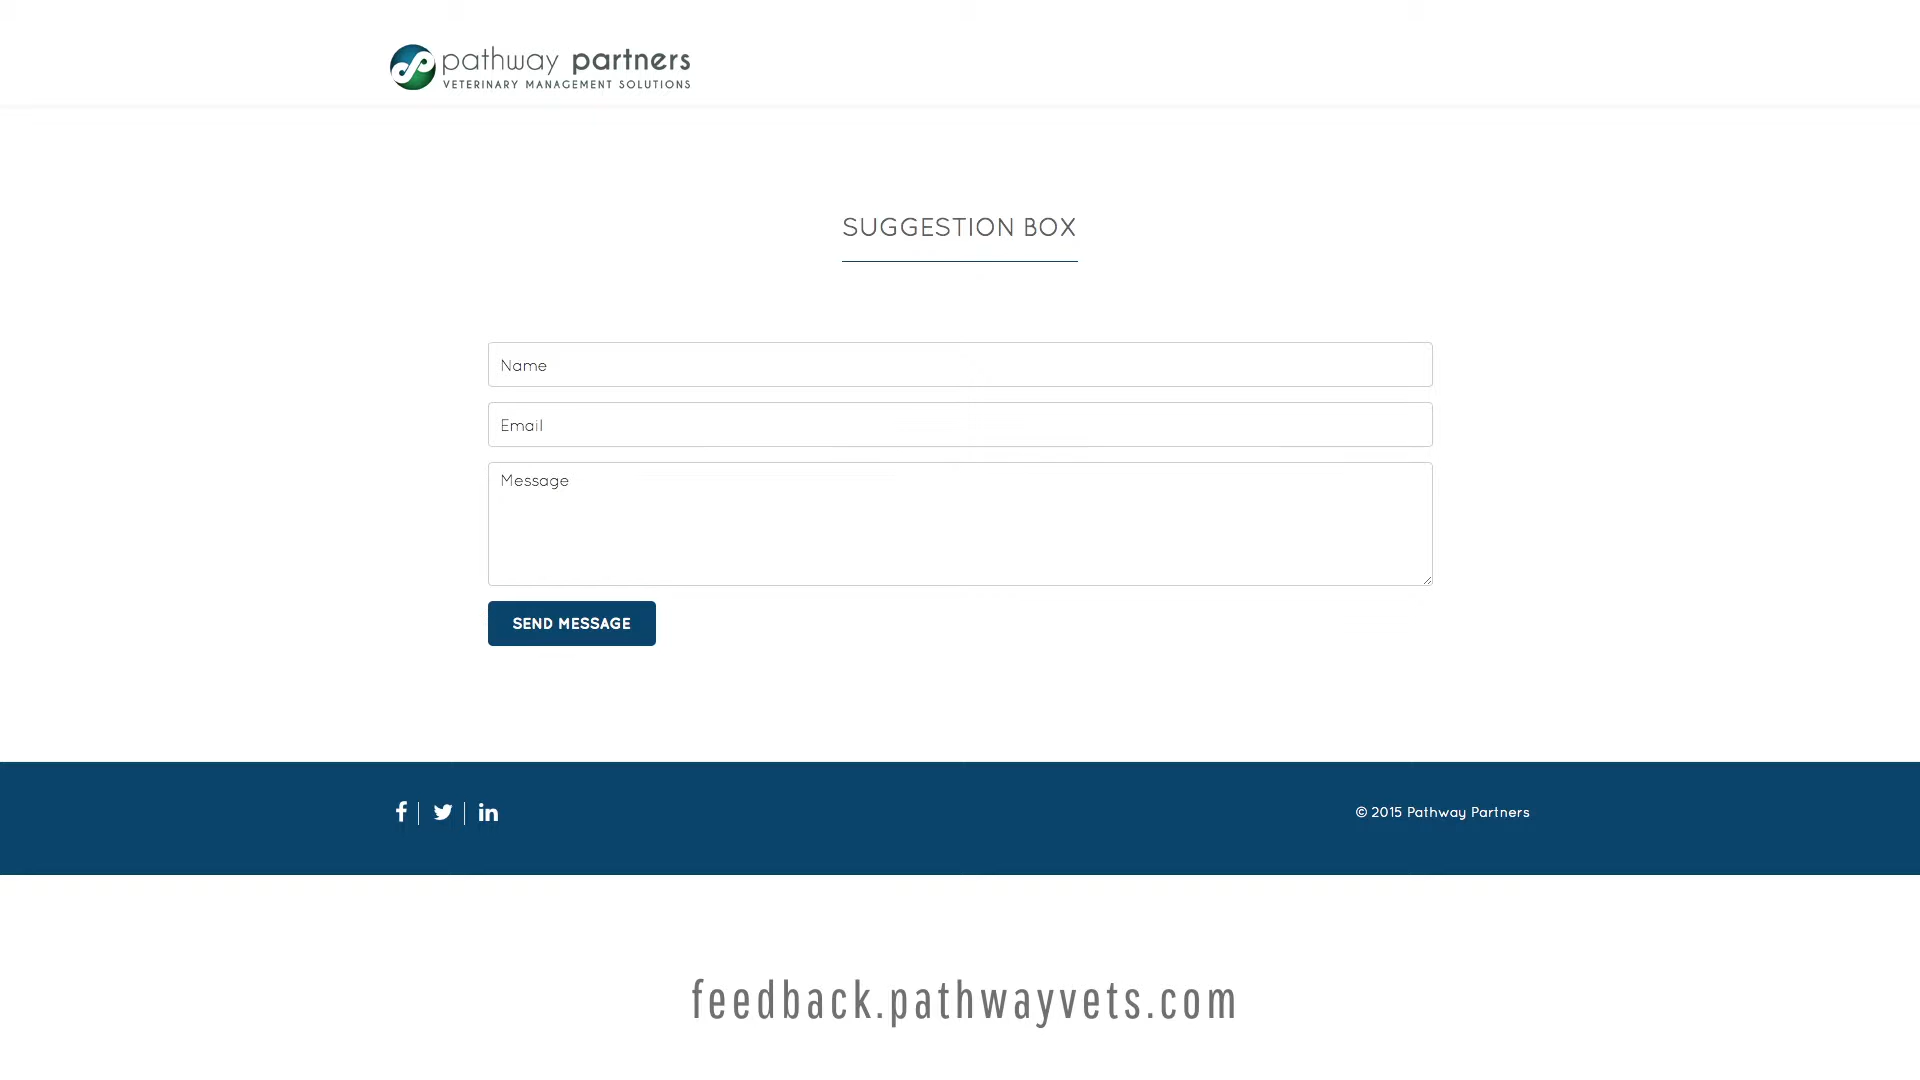 pathway partners
VETERINARY MANAGEMENT SOLUTIONS
SUGGESTION BOX
Name
Email
Message
SEND MESSAGE
© 2015 Pathway Partners
feedback.pathwayvets.com